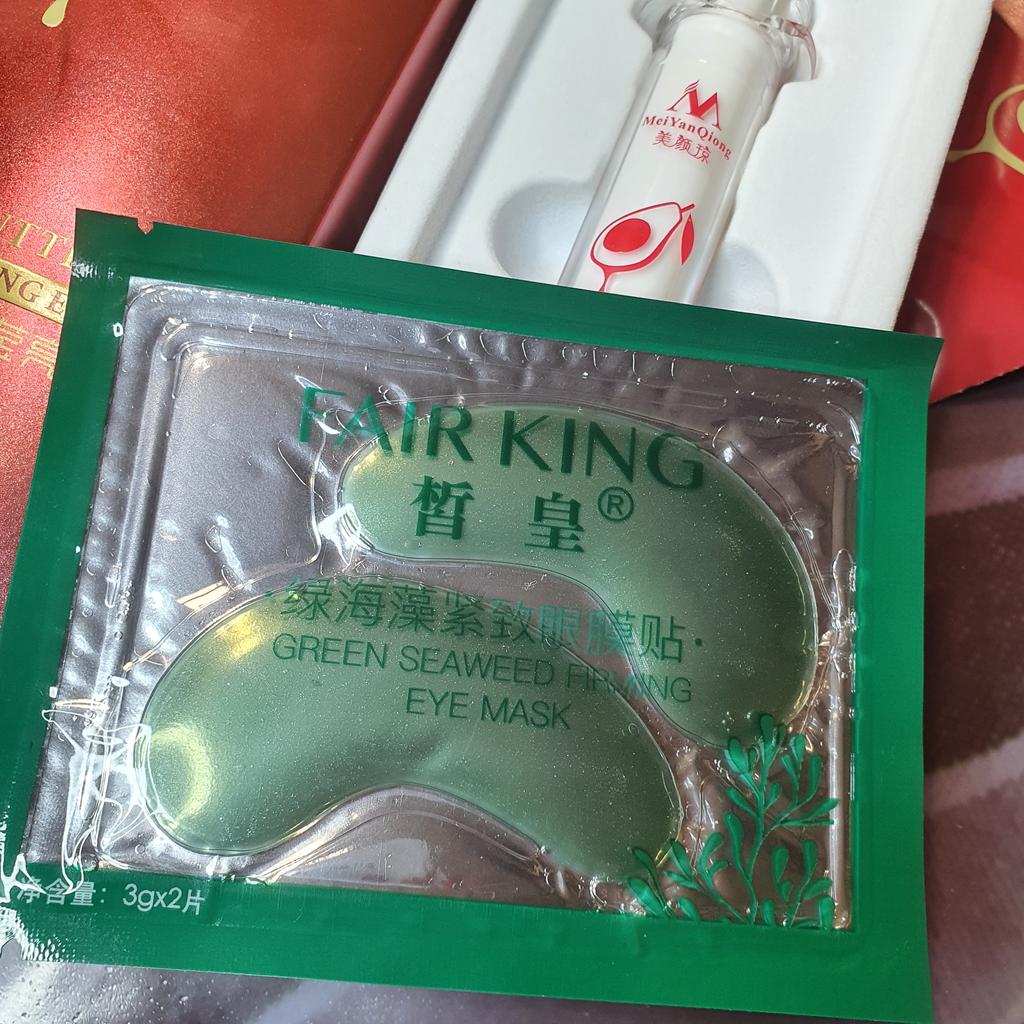 MeiYanQiong
美颜琼
FAIR KING
皙皇®
·绿海藻紧致眼膜贴·
GREEN SEAWEED FIRMING
EYE MASK
净含量：3gx2片